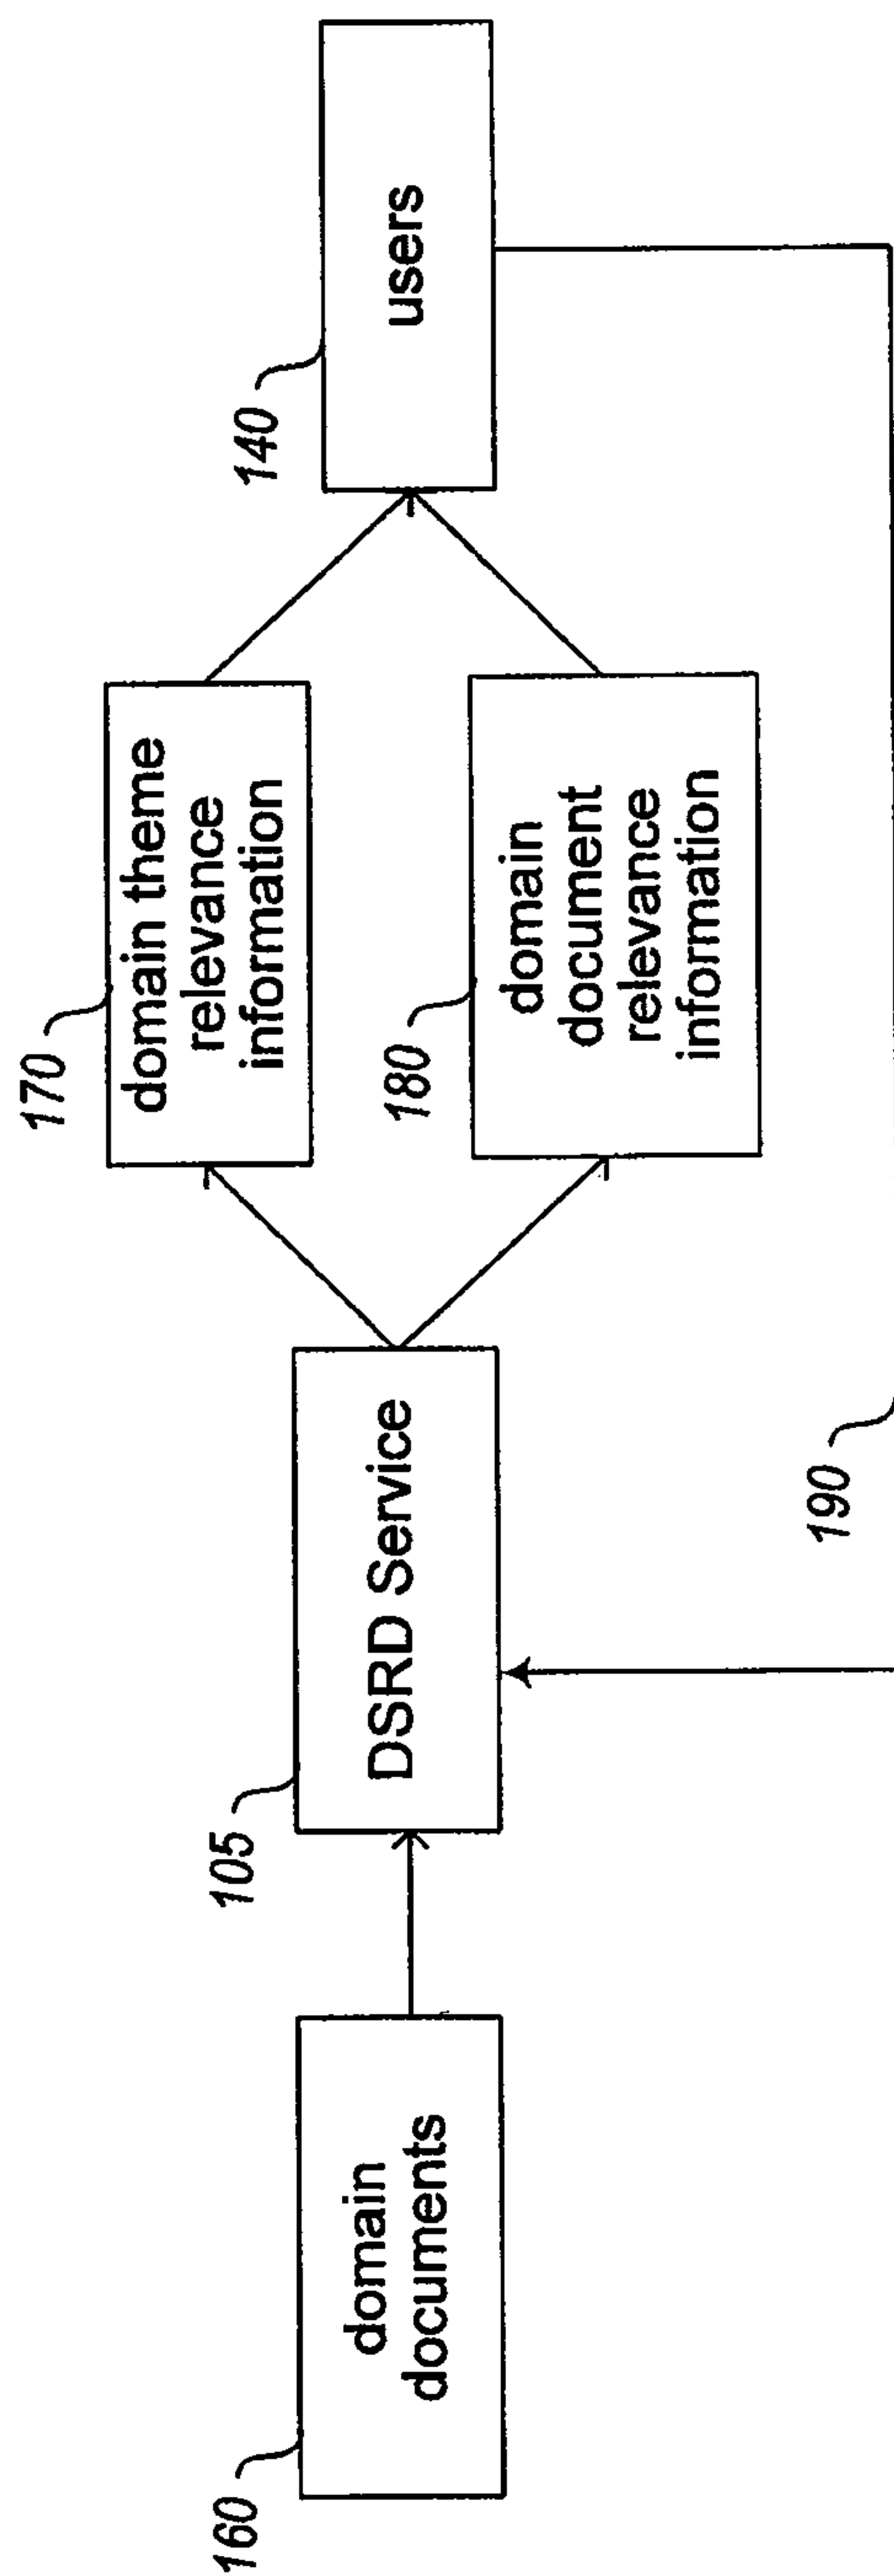 160
domain
documents
105
DSRD Service
170
domain theme
relevance
information
180
domain
document
relevance
information
140
users
190